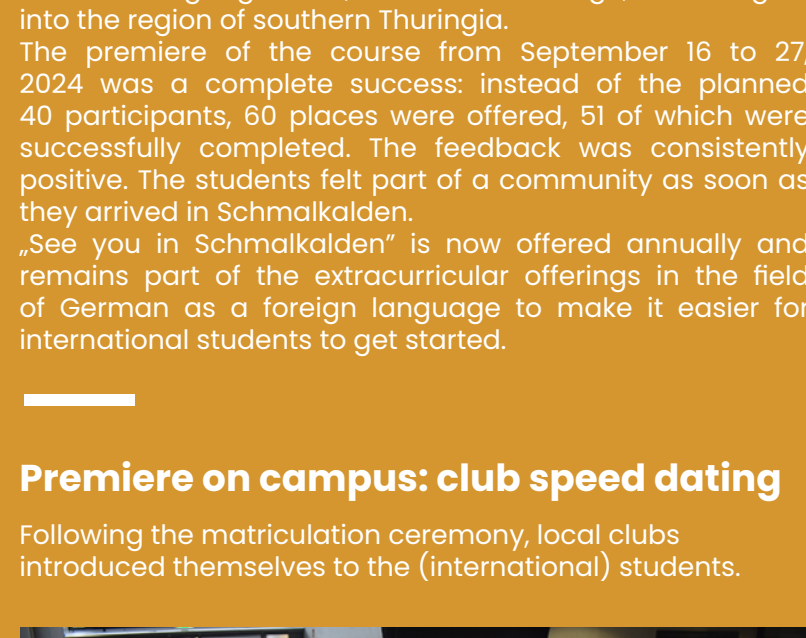 into the region of southern Thuringia.
The premiere of the course from September 16 to 27,
2024 was a complete success: instead of the planned
40 participants, 60 places were offered, 51 of which were
successfully completed. The feedback was consistently
positive. The students felt part of a community as soon as
they arrived in Schmalkalden.
„See you in Schmalkalden” is now offered annually and
remains part of the extracurricular offerings in the field
of German as a foreign language to make it easier for
international students to get started.
Premiere on campus: club speed dating
Following the matriculation ceremony, local clubs
introduced themselves to the (international) students.